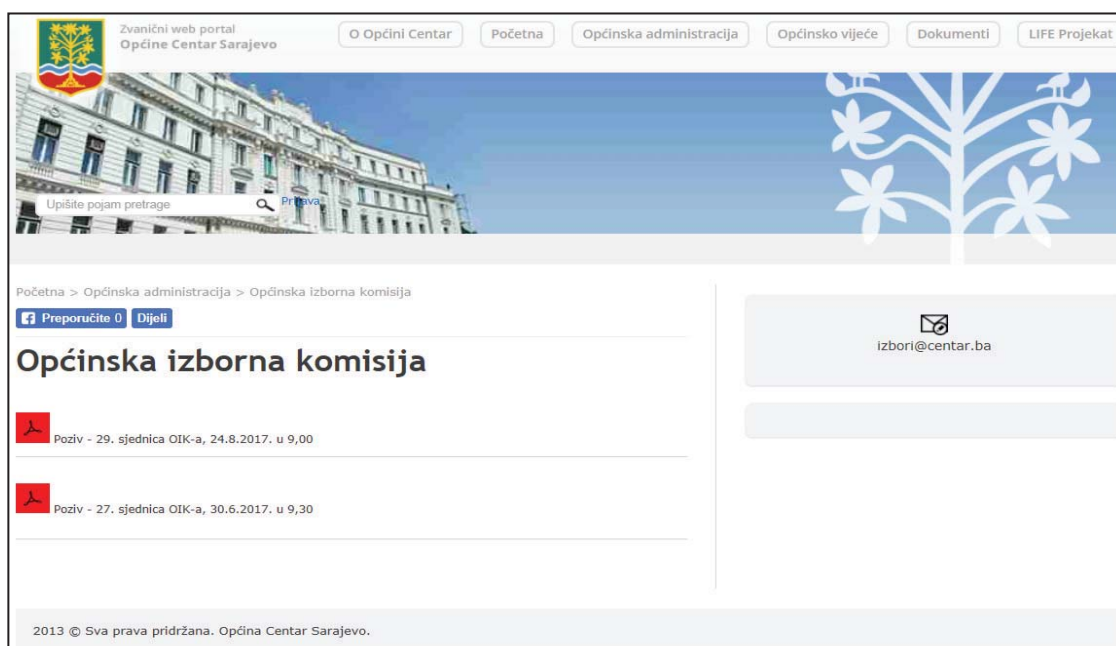 Zvanični web portal
Općine Centar Sarajevo
O Općini Centar
Početna
Općinska administracija
Općinsko vijeće
Dokumenti
LIFE Projekat
Upišite pojam pretrage
Prijava
Početna > Općinska administracija > Općinska izborna komisija
Preporučite 0
Dijeli
Općinska izborna komisija
izbori@centar.ba
Poziv - 29. sjednica OIK-a, 24.8.2017. u 9,00
Poziv - 27. sjednica OIK-a, 30.6.2017. u 9,30
2013 © Sva prava pridržana. Općina Centar Sarajevo.